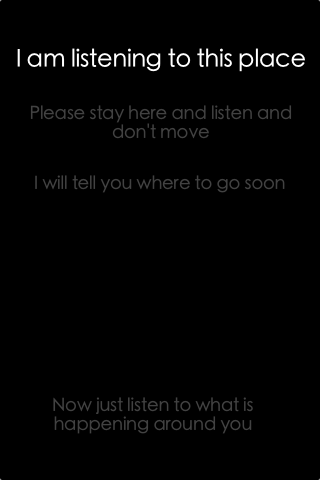 I am listening to this place
Please stay here and listen and
don't move
I will tell you where to go soon
Now just listen to what is
happening around you